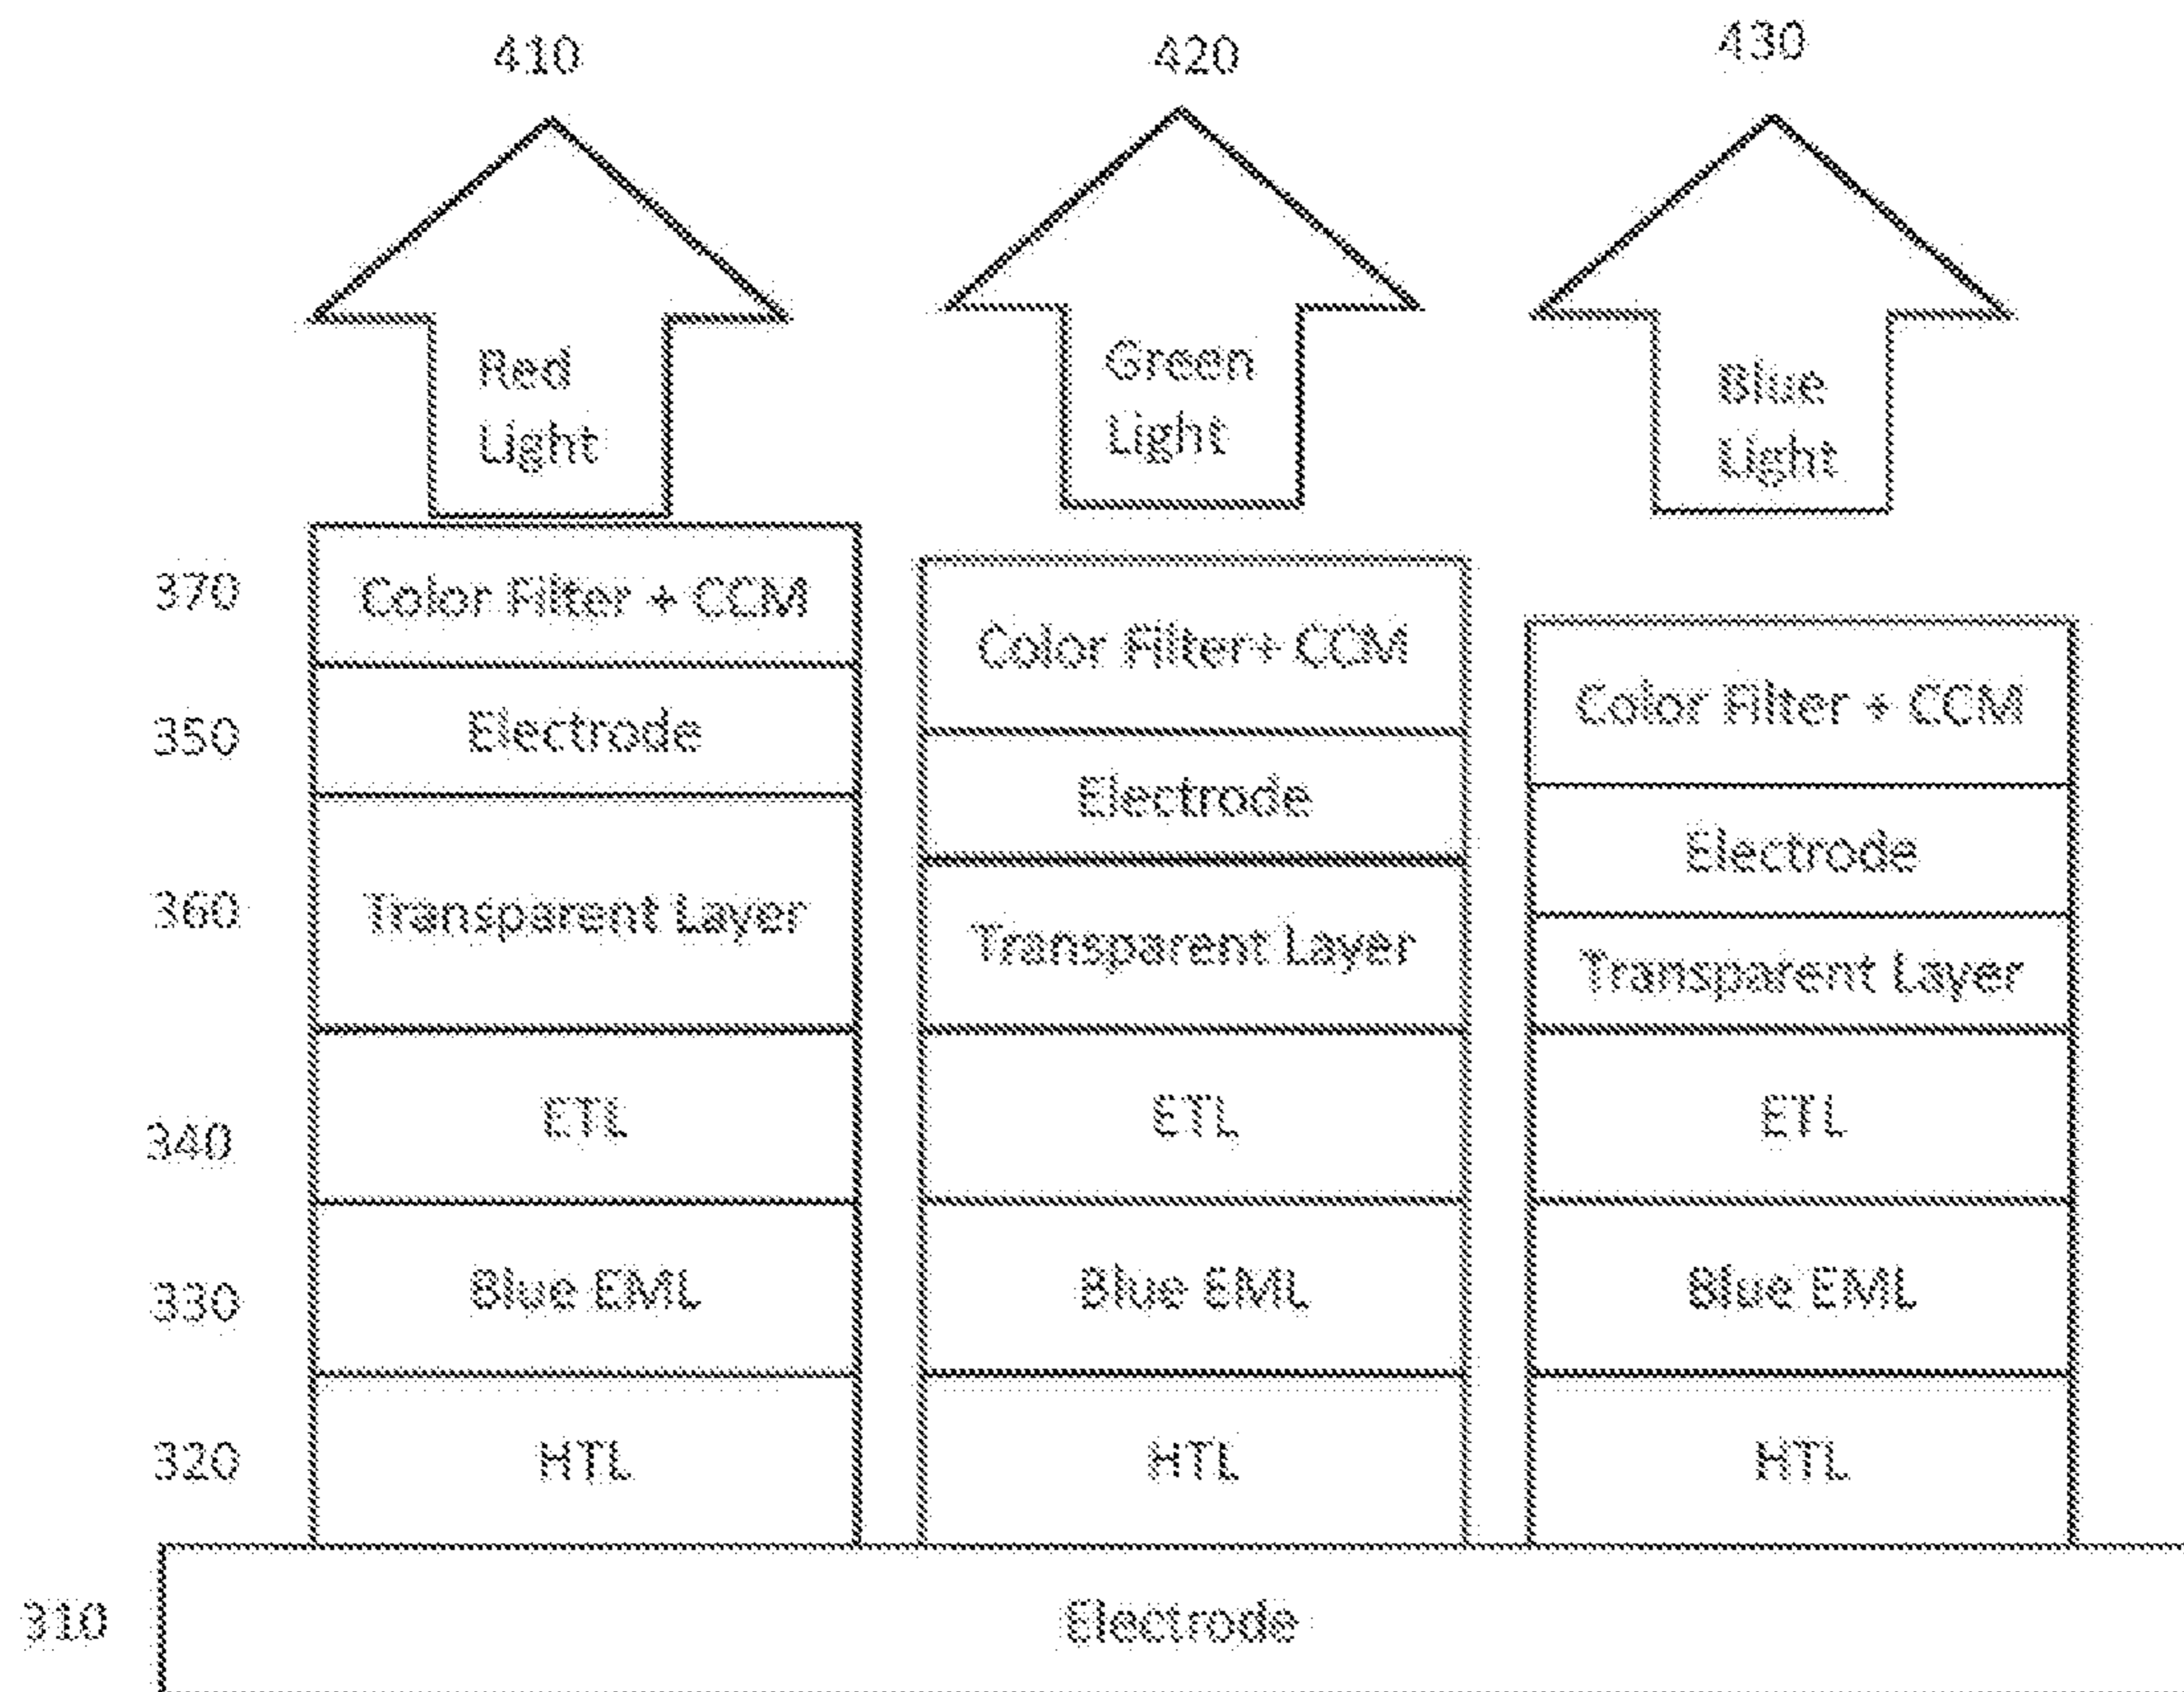 410
420
430
Red
Light
Green
Light
Blue
Light
370
Color Filter + CCM
Color Filter+ CCM
Color Filter + CCM
350
Electrode
Electrode
Electrode
360
Transparent Layer
Transparent Layer
Transparent Layer
340
ETL
ETL
ETL
330
Blue EML
Blue EML
Blue EML
320
HTL
HTL
HTL
310
Electrode